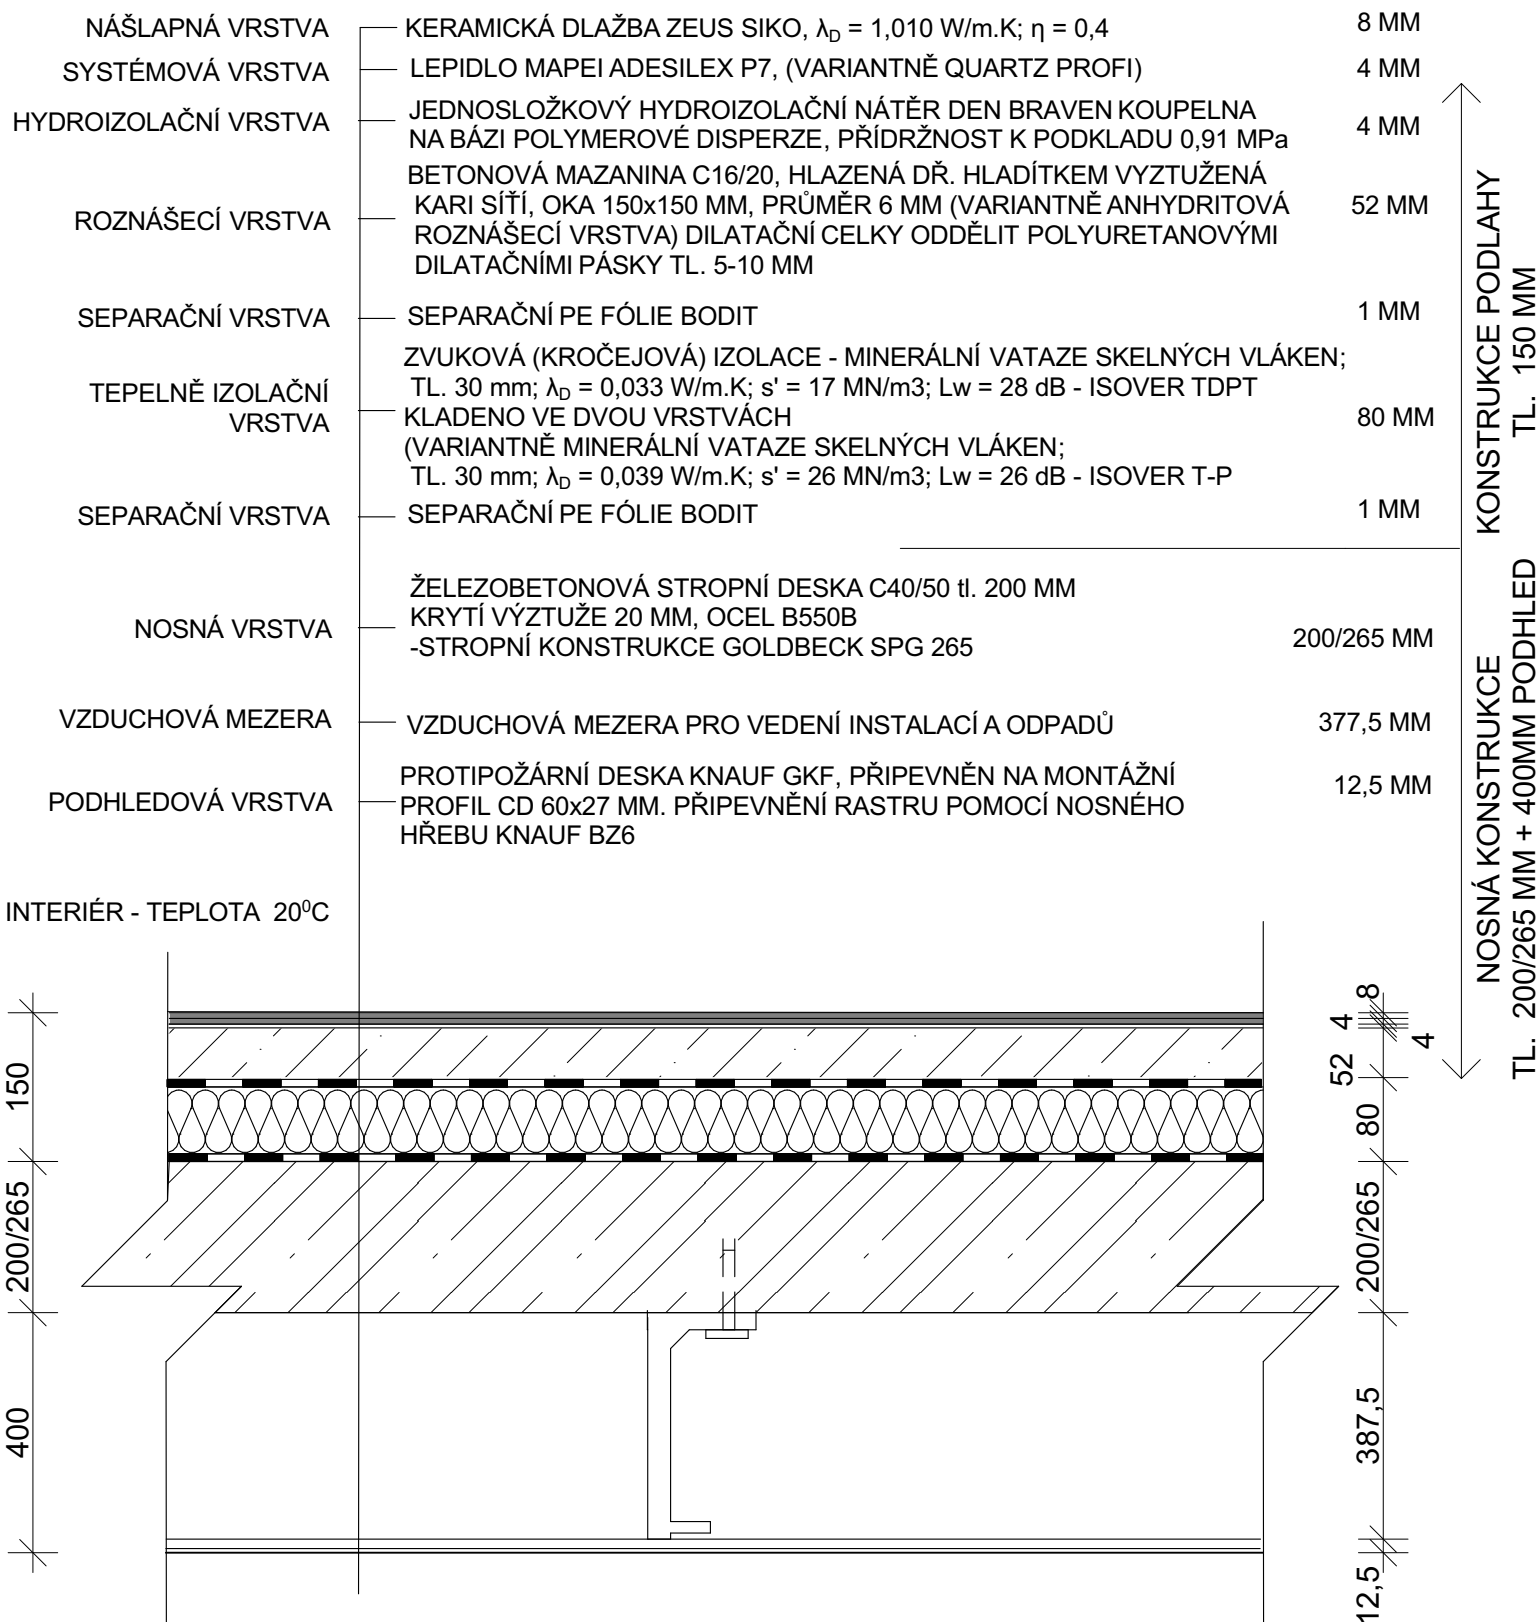 NÁŠLAPNÁ VRSTVA KERAMICKÁ DLAŽBA ZEUS SIKO, λD = 1,010 W/m.K; η = 0,4 8 MM
SYSTÉMOVÁ VRSTVA LEPIDLO MAPEI ADESILEX P7, (VARIANTNĚ QUARTZ PROFI) 4 MM
HYDROIZOLAČNÍ VRSTVA JEDNOSLOŽKOVÝ HYDROIZOLAČNÍ NÁTĚR DEN BRAVEN KOUPELNA
NA BÁZI POLYMEROVÉ DISPERZE, PŘÍDRŽNOST K PODKLADU 0,91 MPa 4 MM
ROZNÁŠECÍ VRSTVA BETONOVÁ MAZANINA C16/20, HLAZENÁ DŘ. HLADÍTKEM VYZTUŽENÁ
KARI SÍŤÍ, OKA 150x150 MM, PRŮMĚR 6 MM (VARIANTNĚ ANHYDRITOVÁ 52 MM
ROZNÁŠECÍ VRSTVA) DILATAČNÍ CELKY ODDĚLIT POLYURETANOVÝMI
DILATAČNÍMI PÁSKY TL. 5-10 MM
SEPARAČNÍ VRSTVA SEPARAČNÍ PE FÓLIE BODIT 1 MM
TEPELNĚ IZOLAČNÍ
VRSTVA
ZVUKOVÁ (KROČEJOVÁ) IZOLACE - MINERÁLNÍ VATAZE SKELNÝCH VLÁKEN;
TL. 30 mm; λD = 0,033 W/m.K; s' = 17 MN/m3; Lw = 28 dB - ISOVER TDPT
KLADENO VE DVOU VRSTVÁCH 80 MM
(VARIANTNĚ MINERÁLNÍ VATAZE SKELNÝCH VLÁKEN;
TL. 30 mm; λD = 0,039 W/m.K; s' = 26 MN/m3; Lw = 26 dB - ISOVER T-P
SEPARAČNÍ VRSTVA SEPARAČNÍ PE FÓLIE BODIT 1 MM
NOSNÁ VRSTVA ŽELEZOBETONOVÁ STROPNÍ DESKA C40/50 tl. 200 MM
KRYTÍ VÝZTUŽE 20 MM, OCEL B550B
-STROPNÍ KONSTRUKCE GOLDBECK SPG 265 200/265 MM
VZDUCHOVÁ MEZERA VZDUCHOVÁ MEZERA PRO VEDENÍ INSTALACÍ A ODPADŮ 377,5 MM
PODHLEDOVÁ VRSTVA PROTIPOŽÁRNÍ DESKA KNAUF GKF, PŘIPEVNĚN NA MONTÁŽNÍ 12,5 MM
PROFIL CD 60x27 MM. PŘIPEVNĚNÍ RASTRU POMOCÍ NOSNÉHO
HŘEBU KNAUF BZ6
KONSTRUKCE PODLAHY
TL. 150 MM
NOSNÁ KONSTRUKCE
TL. 200/265 MM + 400MM PODHLED
INTERIÉR - TEPLOTA 20⁰C
150
200/265
400
8
4
4
52
80
200/265
387,5
12,5